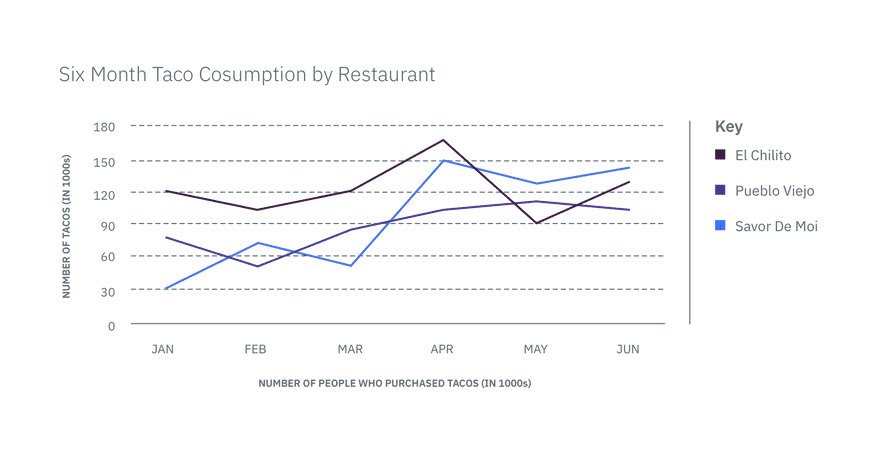 Six Month Taco Cosumption by Restaurant
NUMBER OF TACOS (IN 1000s)
180
150
120
90
60
30
0
JAN FEB MAR APR MAY JUN
NUMBER OF PEOPLE WHO PURCHASED TACOS (IN 1000s)
Key
El Chilito
Pueblo Viejo
Savor De Moi